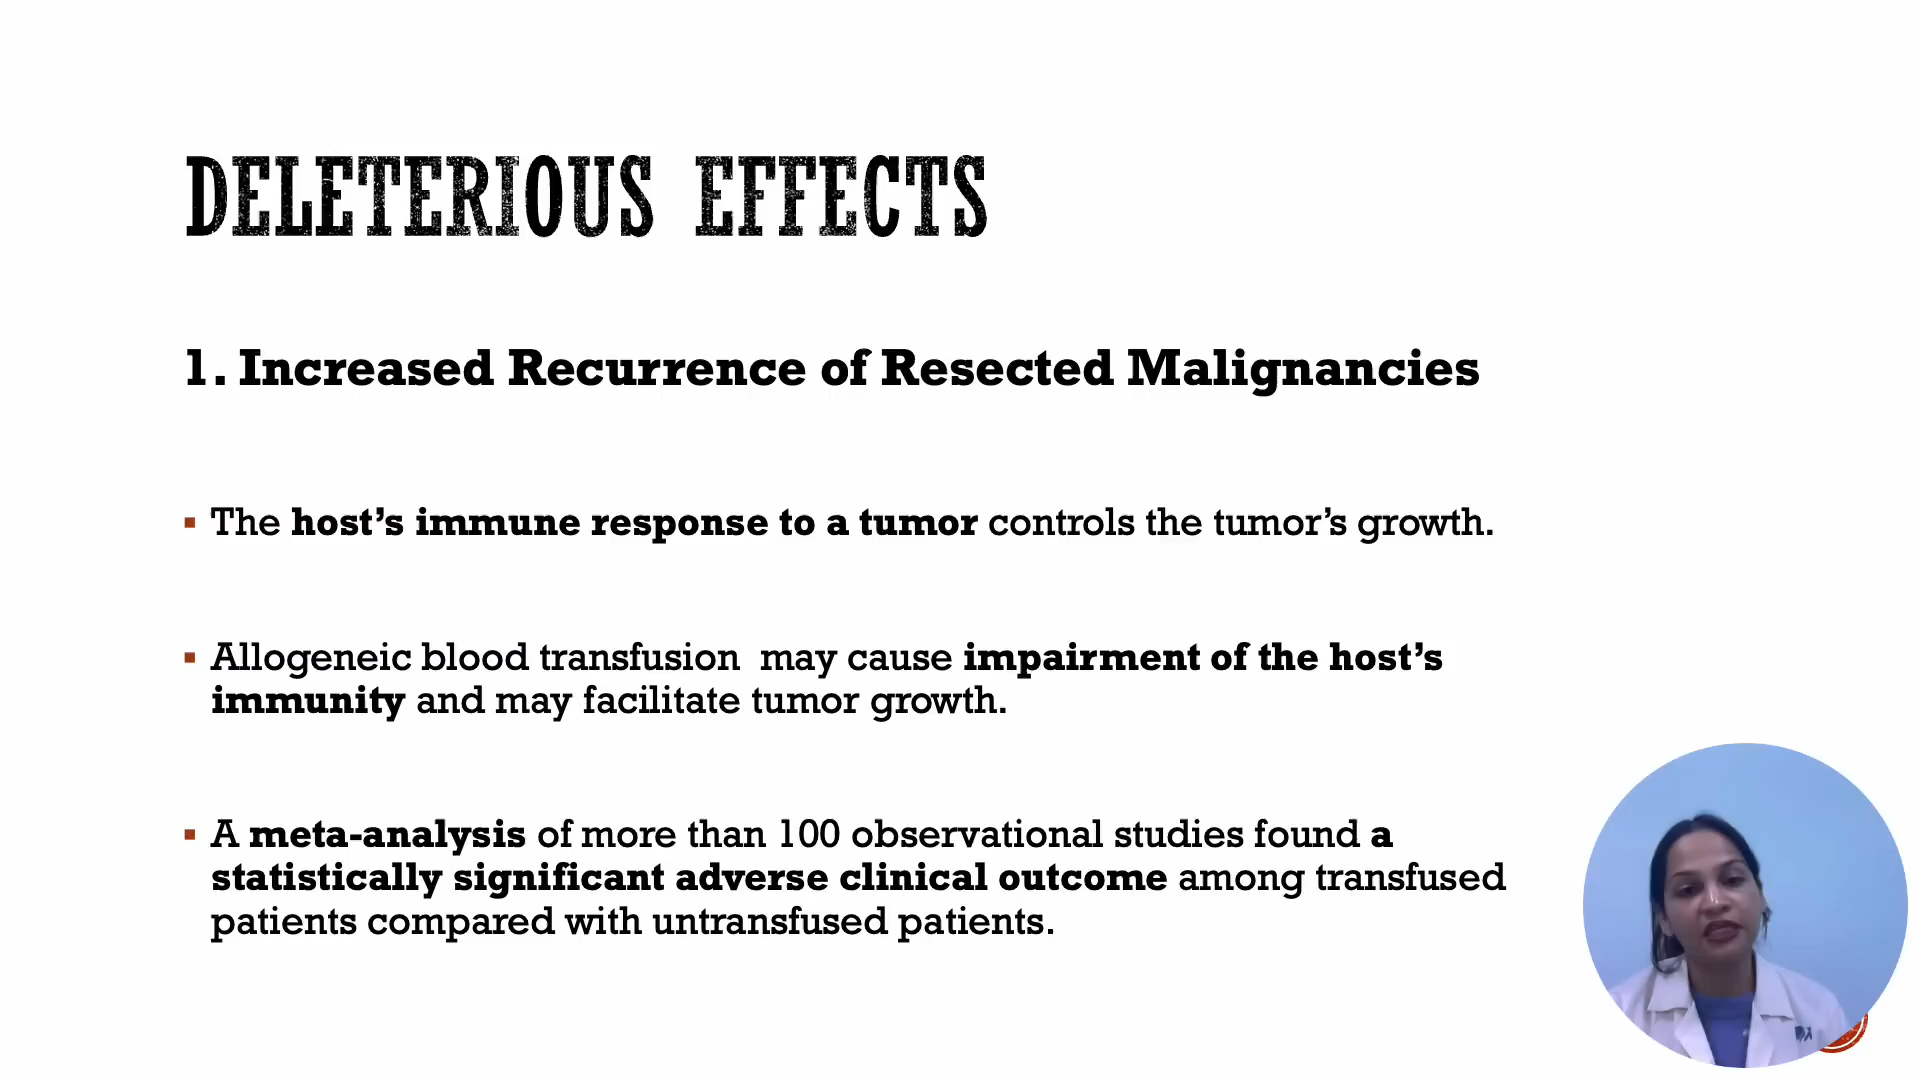 DELETERIOUS EFFECTS
1. Increased Recurrence of Resected Malignancies
▪ The host’s immune response to a tumor controls the tumor’s growth.
▪ Allogeneic blood transfusion  may cause impairment of the host’s
immunity and may facilitate tumor growth.
▪ A meta-analysis of more than 100 observational studies found a
statistically significant adverse clinical outcome among transfused
patients compared with untransfused patients.